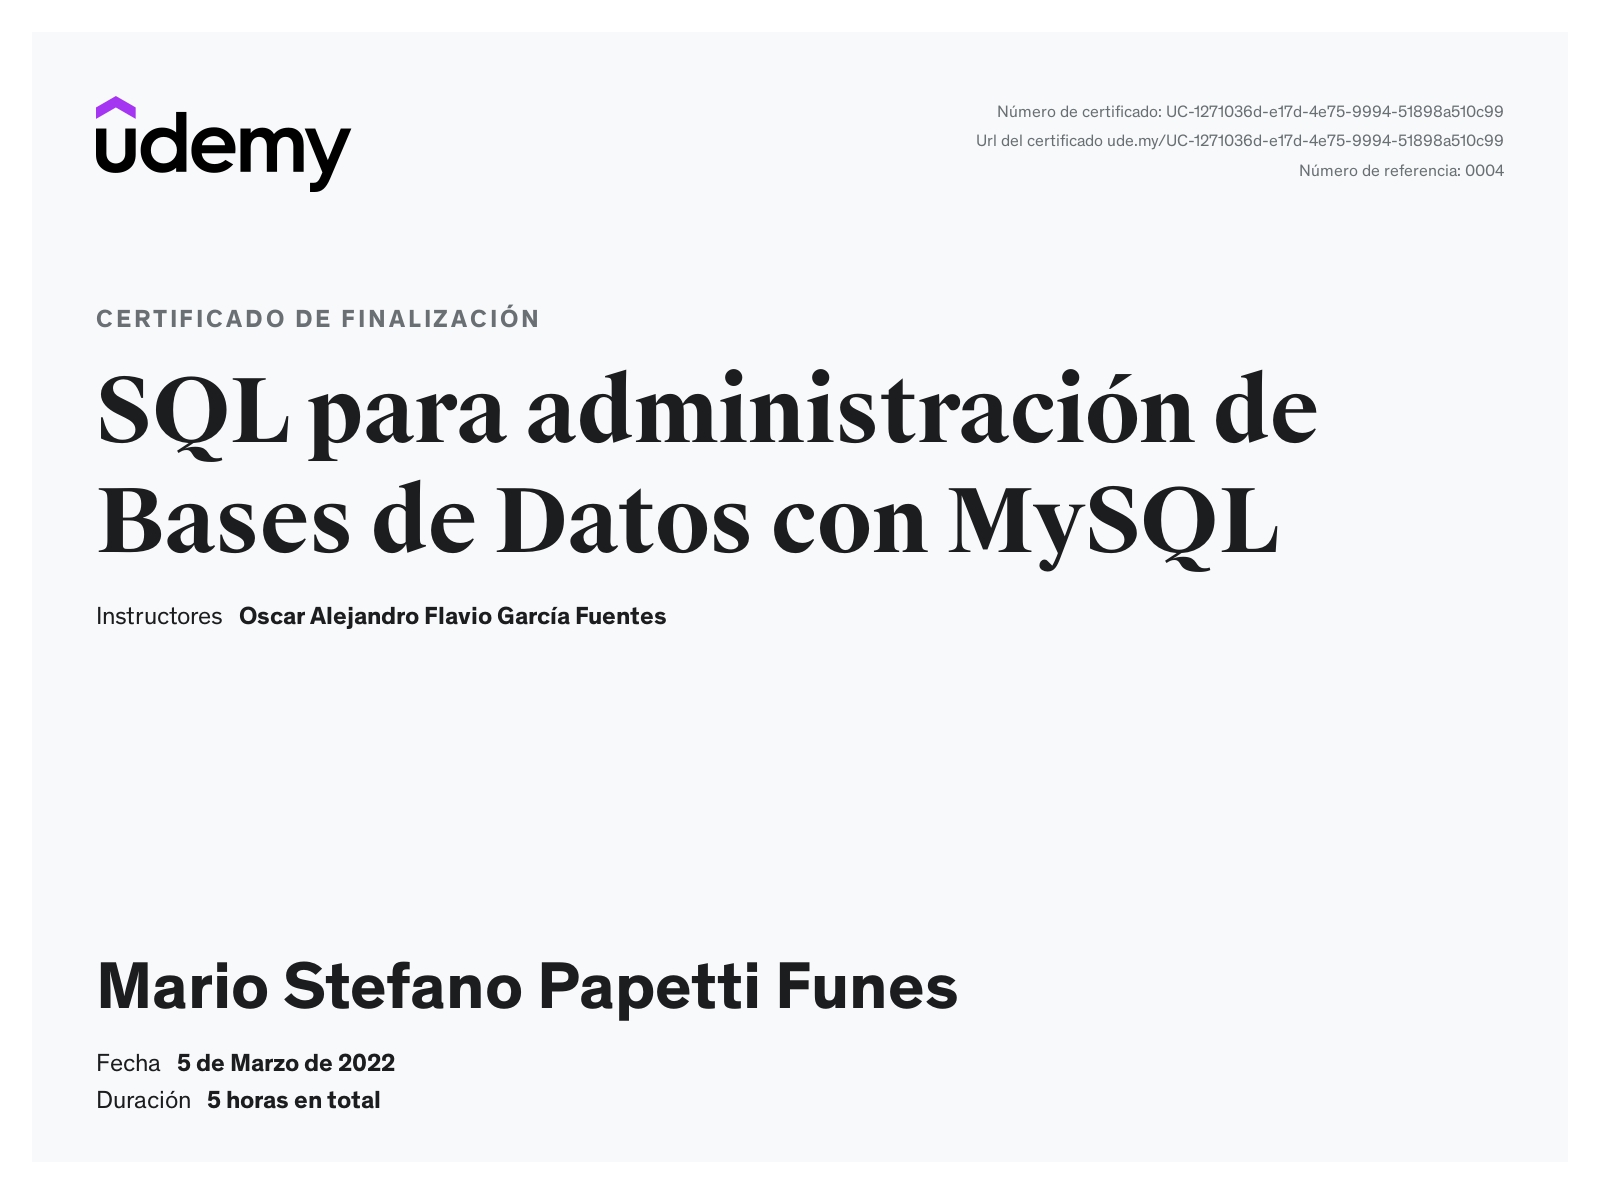 udemy
Número de certificado: UC-1271036d-e17d-4e75-9994-51898a510c99
Url del certificado ude.my/UC-1271036d-e17d-4e75-9994-51898a510c99
Número de referencia: 0004
CERTIFICADO DE FINALIZACIÓN
SQL para administración de
Bases de Datos con MySQL
Instructores Oscar Alejandro Flavio García Fuentes
Mario Stefano Papetti Funes
Fecha 5 de Marzo de 2022
Duración 5 horas en total